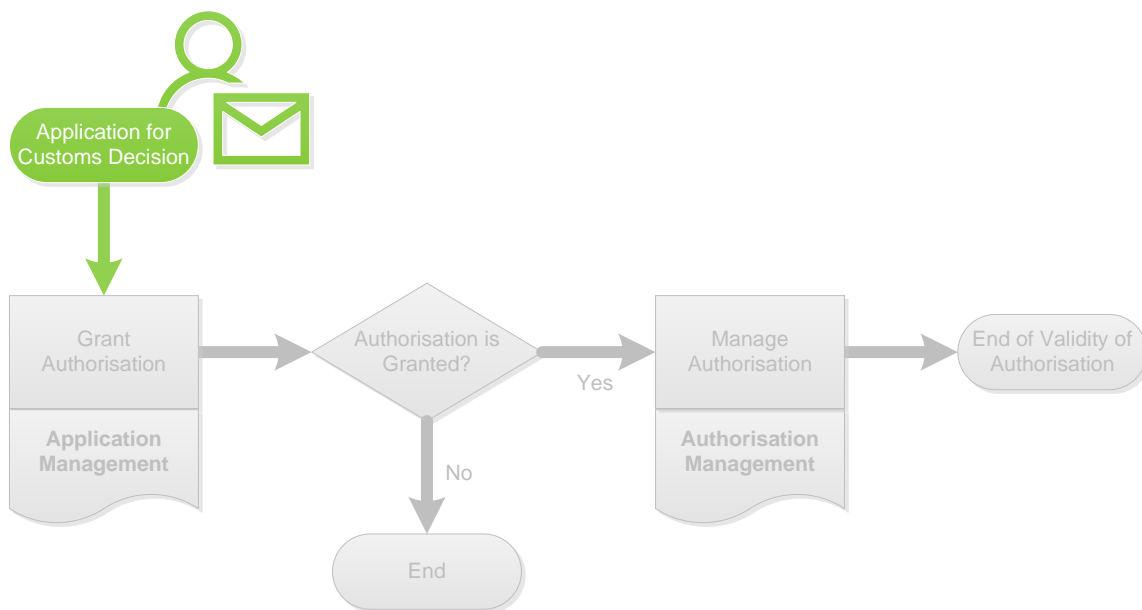 Application for
Customs Decision
Grant
Authorisation
Application
Management
Authorisation is
Granted?
Yes
No
End
Manage
Authorisation
Authorisation
Management
End of Validity of
Authorisation